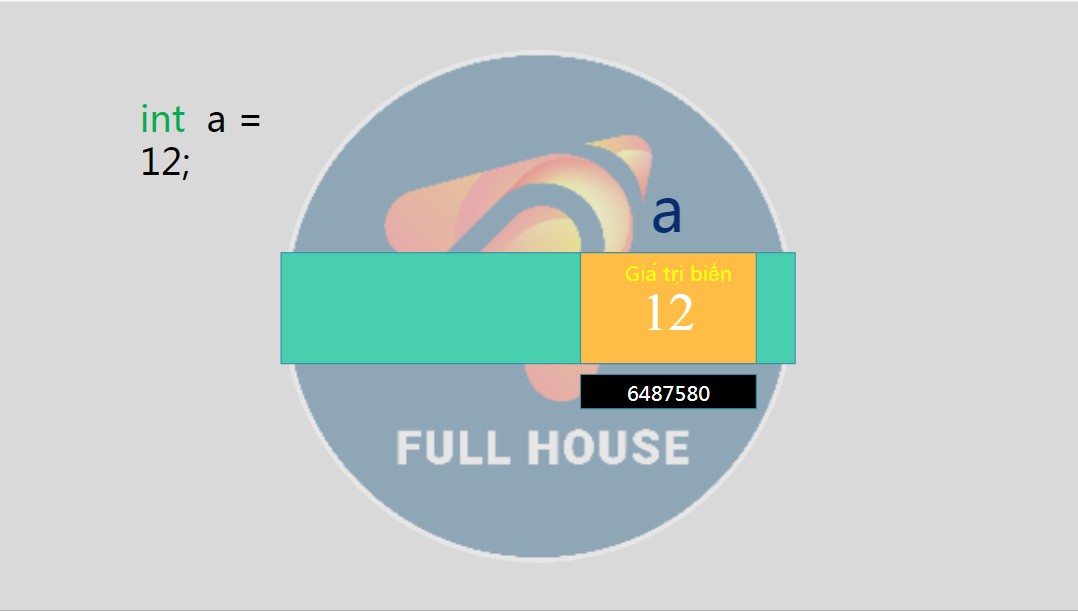 int a =
12;
a
Giá trị biến
12
6487580
FULL HOUSE